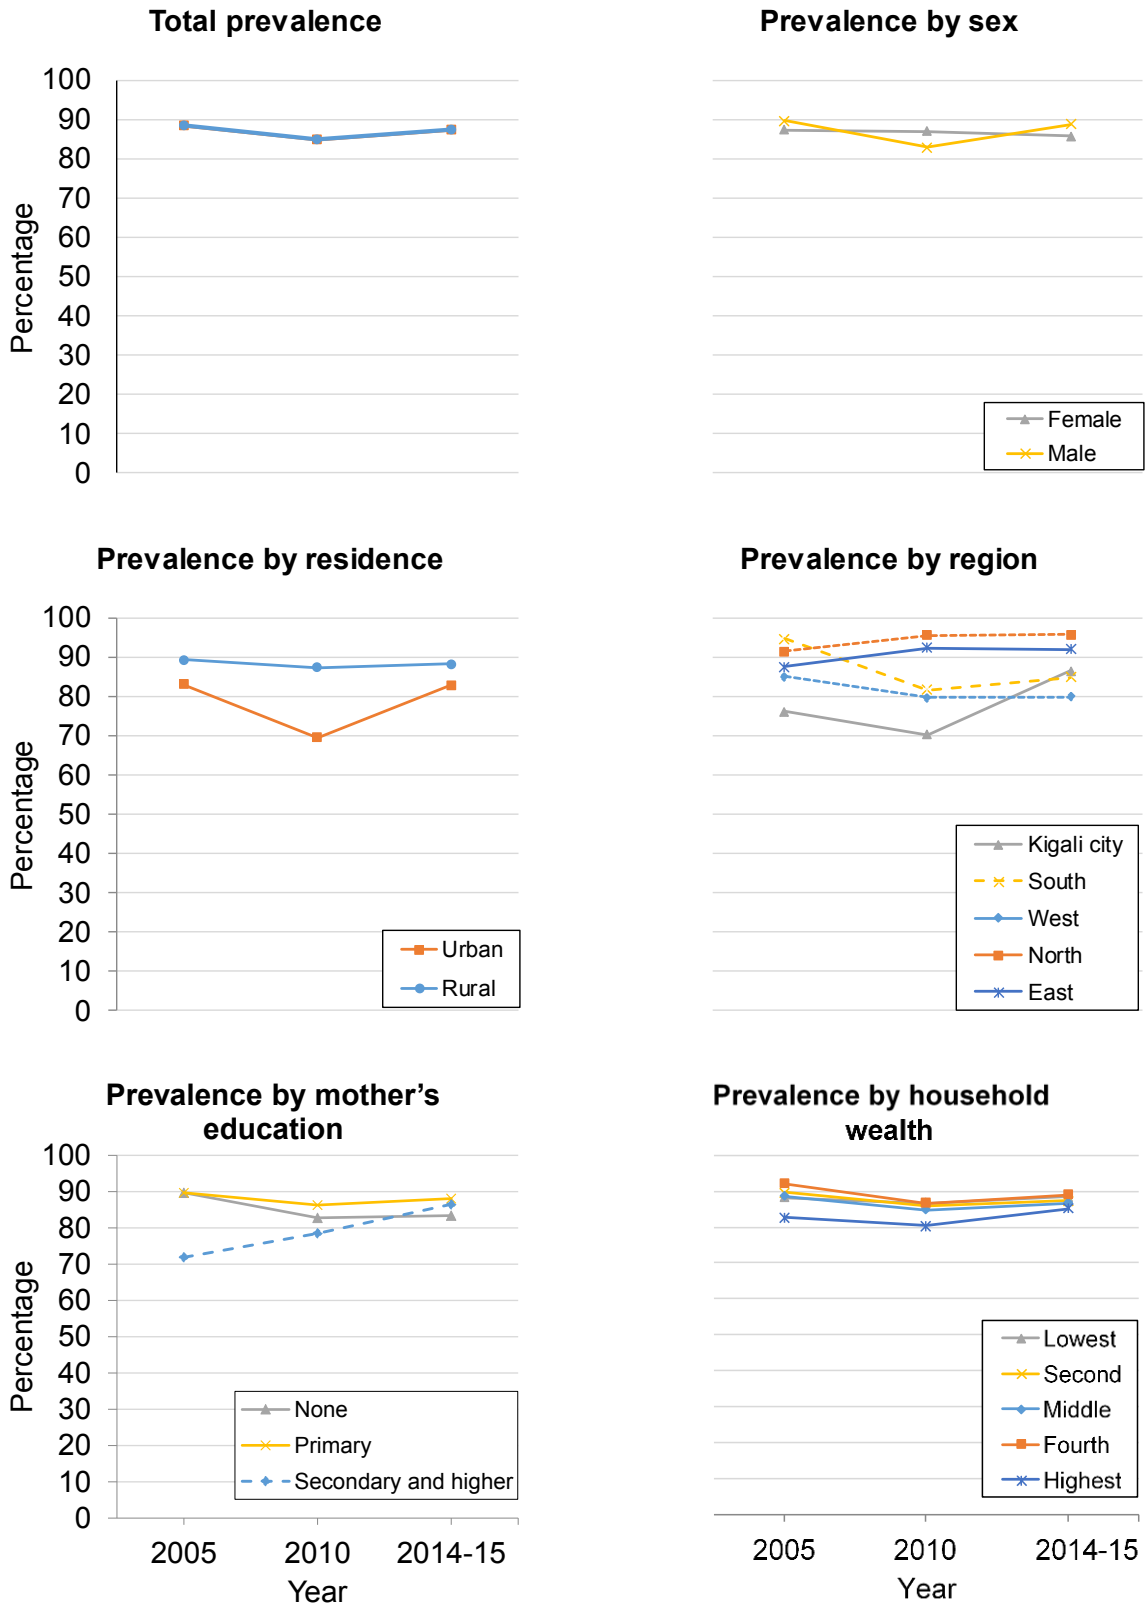 Total prevalence
Percentage
100
90
80
70
60
50
40
30
20
10
0
Prevalence by sex
Female
Male
Prevalence by residence
Percentage
100
90
80
70
60
50
40
30
20
10
0
Urban
Rural
Prevalence by region
Kigali city
South
West
North
East
Prevalence by mother’s
education
Percentage
100
90
80
70
60
50
40
30
20
10
0
None
Primary
Secondary and higher
2005 2010 2014-15
Year
Prevalence by household
wealth
Lowest
Second
Middle
Fourth
Highest
2005 2010 2014-15
Year